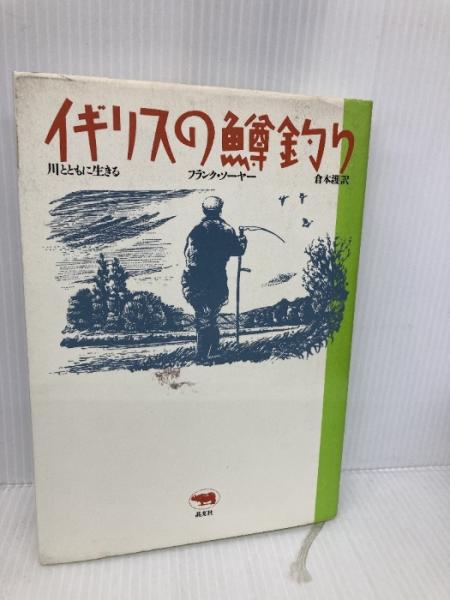 イギリスの鱒釣り
川とともに生きる フランク・ソーヤー 倉本護訳
晶文社